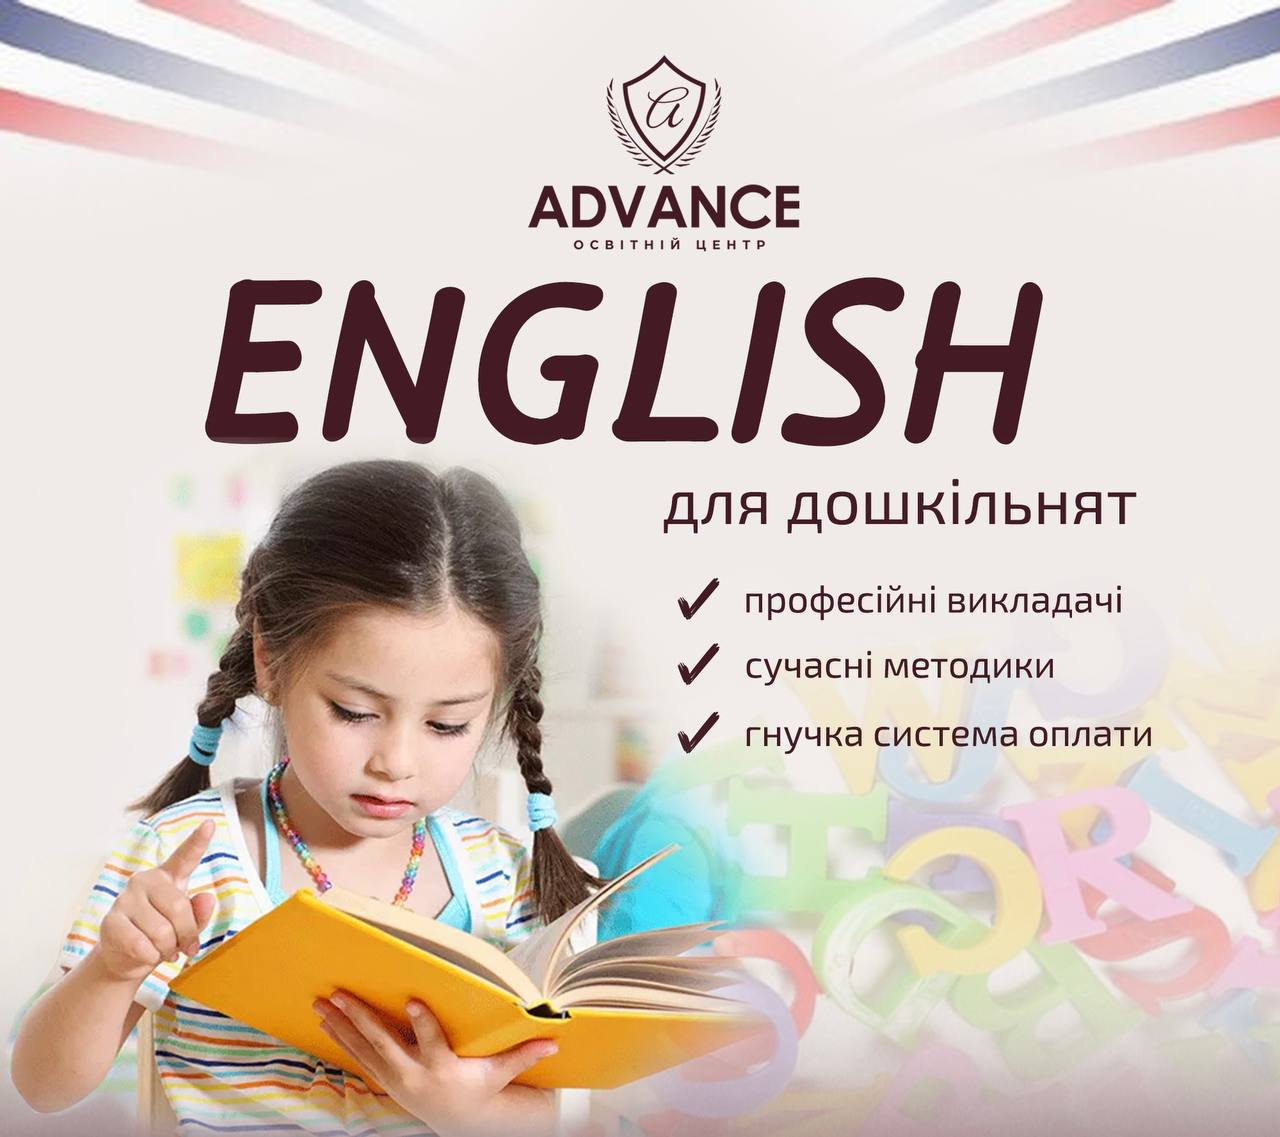 a
ADVANCE
ОСВІТНІЙ ЦЕНТР
ENGLISH
для дошкільнят
професійні викладачі
сучасні методики
гнучка система оплати